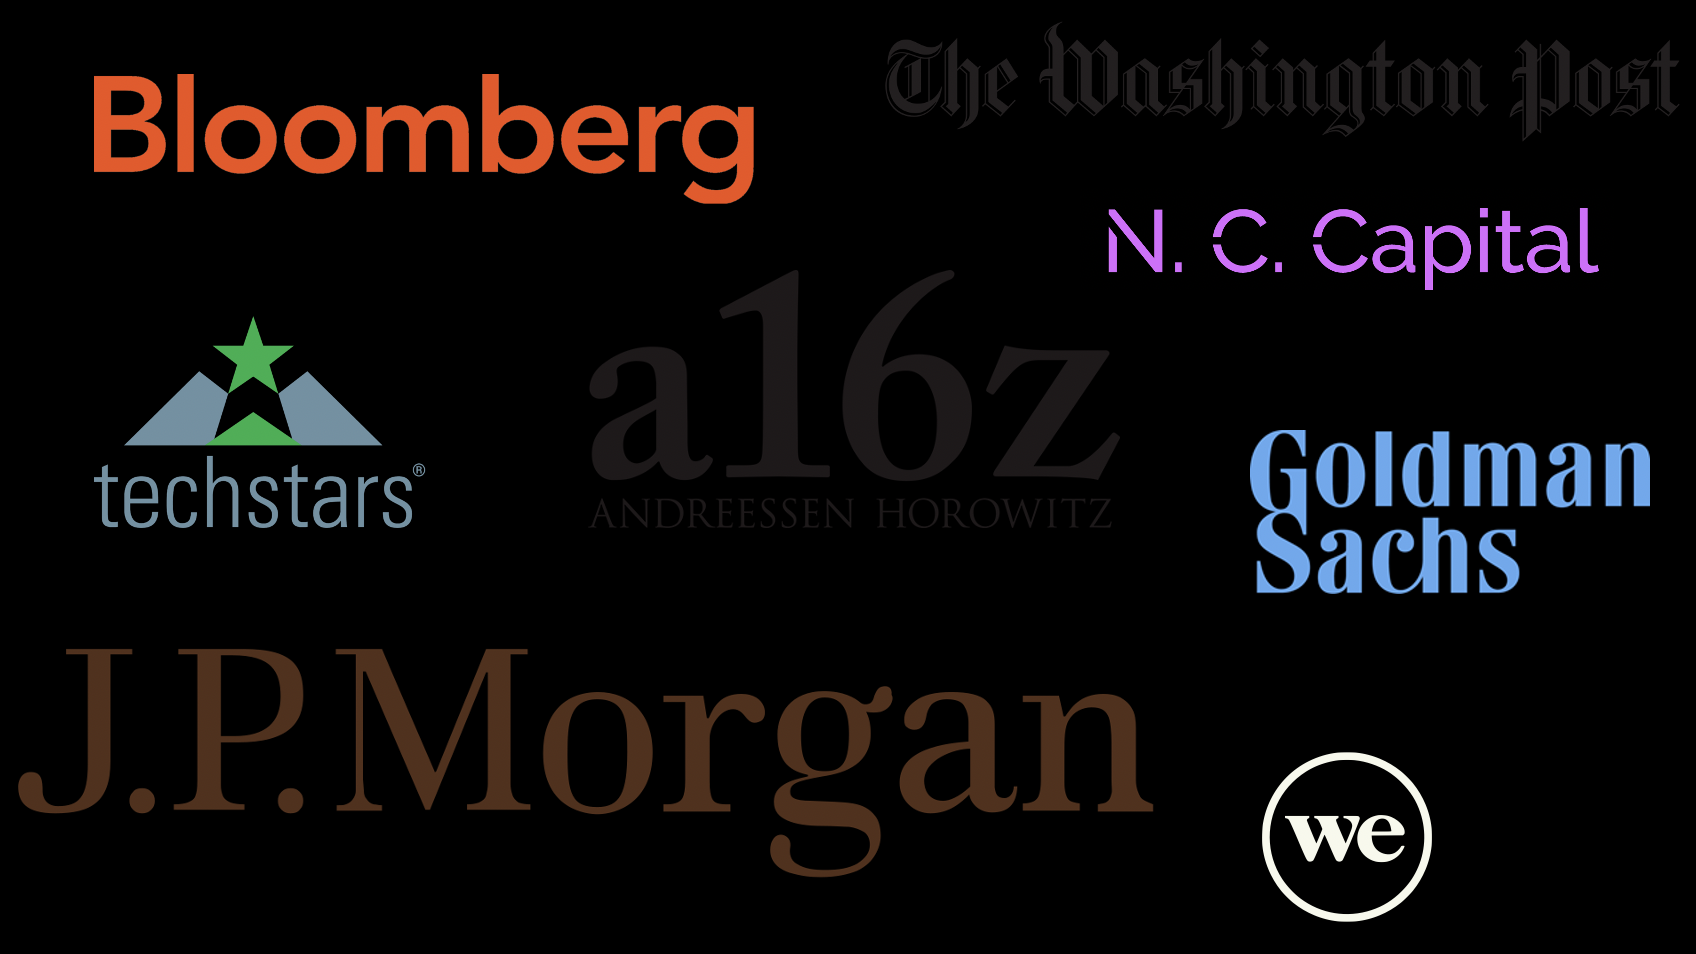 Bloomberg
The Washington Post
N. C. Capital
techstars®
a16z
ANDREESSEN HOROWITZ
Goldman
Sachs
J.P.Morgan
we